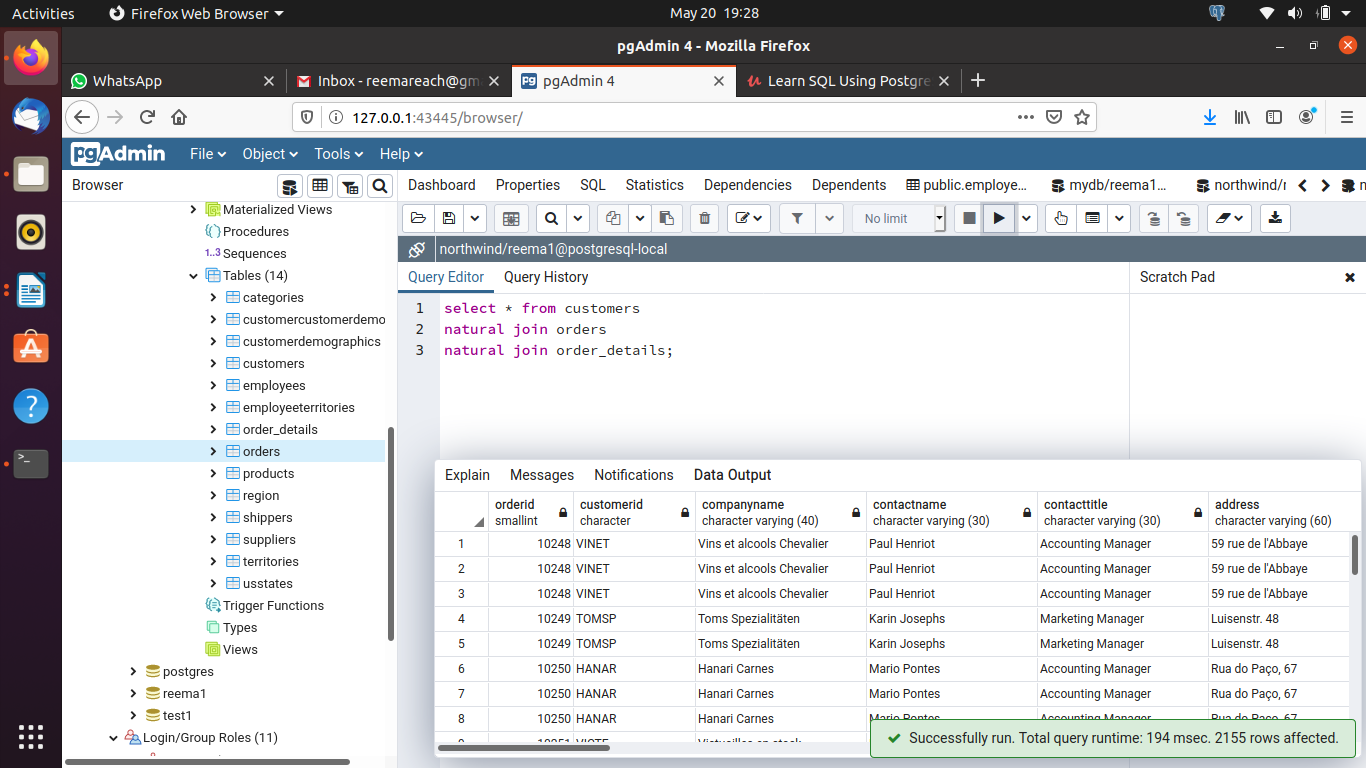 Activities Firefox Web Browser May 20 19:28
pgAdmin 4 - Mozilla Firefox
WhatsApp Inbox - reemareach@gm pgAdmin 4 Learn SQL Using Postgre
127.0.0.1:43445/browser/
pgAdmin File Object Tools Help
Browser Dashboard Properties SQL Statistics Dependencies Dependents public.employe... mydb/reema1... northwind/r
No limit
northwind/reema1@postgresql-local
Query Editor Query History Scratch Pad
Materialized Views
Procedures
1..3 Sequences
Tables (14)
categories
customercustomerdemo
customerdemographics
customers
employees
employeeterritories
order_details
orders
products
region
shippers
suppliers
territories
usstates
Trigger Functions
Types
Views
postgres
reema1
test1
Login/Group Roles (11)
1 select * from customers
2 natural join orders
3 natural join order_details;
Explain Messages Notifications Data Output
orderid customerid companyname contactname contacttitle address
smallint character character varying (40) character varying (30) character varying (30) character varying (60)
1 10248 VINET Vins et alcools Chevalier Paul Henriot Accounting Manager 59 rue de l'Abbaye
2 10248 VINET Vins et alcools Chevalier Paul Henriot Accounting Manager 59 rue de l'Abbaye
3 10248 VINET Vins et alcools Chevalier Paul Henriot Accounting Manager 59 rue de l'Abbaye
4 10249 TOMSP Toms Spezialitäten Karin Josephs Marketing Manager Luisenstr. 48
5 10249 TOMSP Toms Spezialitäten Karin Josephs Marketing Manager Luisenstr. 48
6 10250 HANAR Hanari Carnes Mario Pontes Accounting Manager Rua do Paço, 67
7 10250 HANAR Hanari Carnes Mario Pontes Accounting Manager Rua do Paço, 67
8 10250 HANAR Hanari Carnes Mario Pontes Accounting Manager Rua do Paço, 67
Successfully run. Total query runtime: 194 msec. 2155 rows affected.